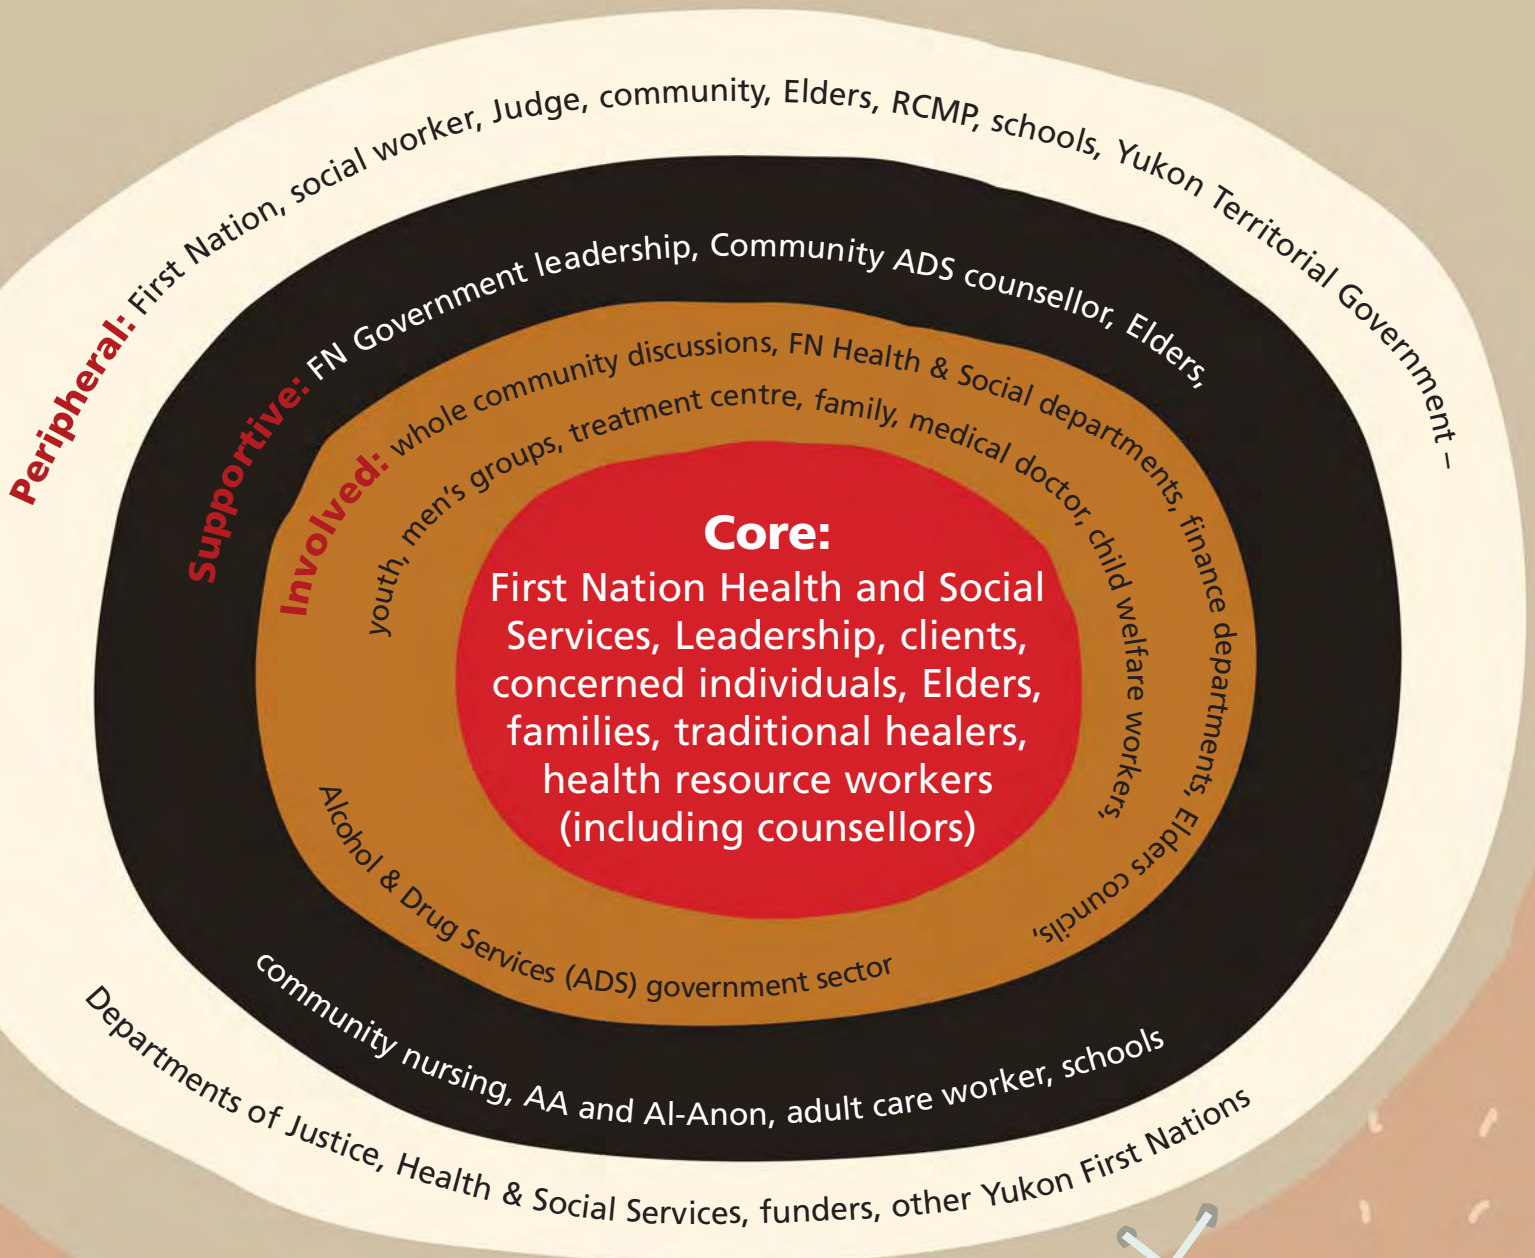 Peripheral: First Nation, social worker, Judge, community, Elders, RCMP, schools, Yukon Territorial Government –
Departments of Justice, Health & Social Services, funders, other Yukon First Nations
Supportive: FN Government leadership, Community ADS counsellor, Elders,
community nursing, AA and Al-Anon, adult care worker, schools
Involved: whole community discussions, FN Health & Social departments, finance departments, Elders councils,
youth, men’s groups, treatment centre, family, medical doctor, child welfare workers,
Alcohol & Drug Services (ADS) government sector
Core:
First Nation Health and Social
Services, Leadership, clients,
concerned individuals, Elders,
families, traditional healers,
health resource workers
(including counsellors)